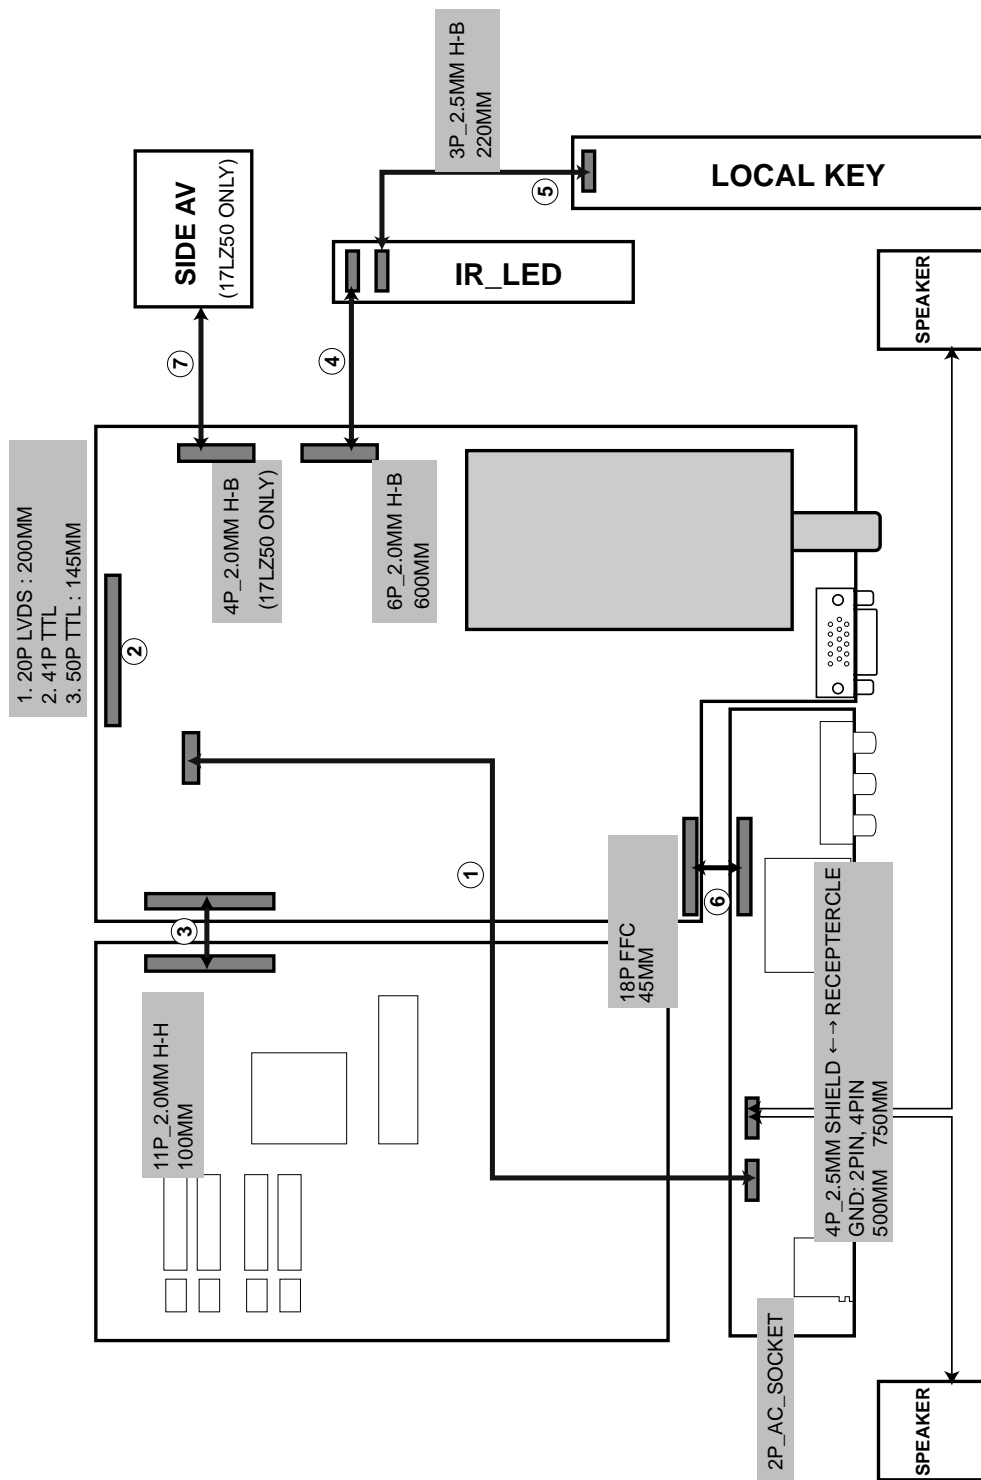 1. 20P LVDS : 200MM
2. 41P TTL
3. 50P TTL : 145MM
SIDE AV
(17LZ50 ONLY)
3P_2.5MM H-B
220MM
LOCAL KEY
IR_LED
SPEAKER
7
4
5
4P_2.0MM H-B
(17LZ50 ONLY)
6P_2.0MM H-B
600MM
2
1
3
6
11P_2.0MM H-H
100MM
18P FFC
45MM
4P_2.5MM SHIELD ←→ RECEPTERCLE
GND: 2PIN, 4PIN
500MM 750MM
2P_AC_SOCKET
SPEAKER